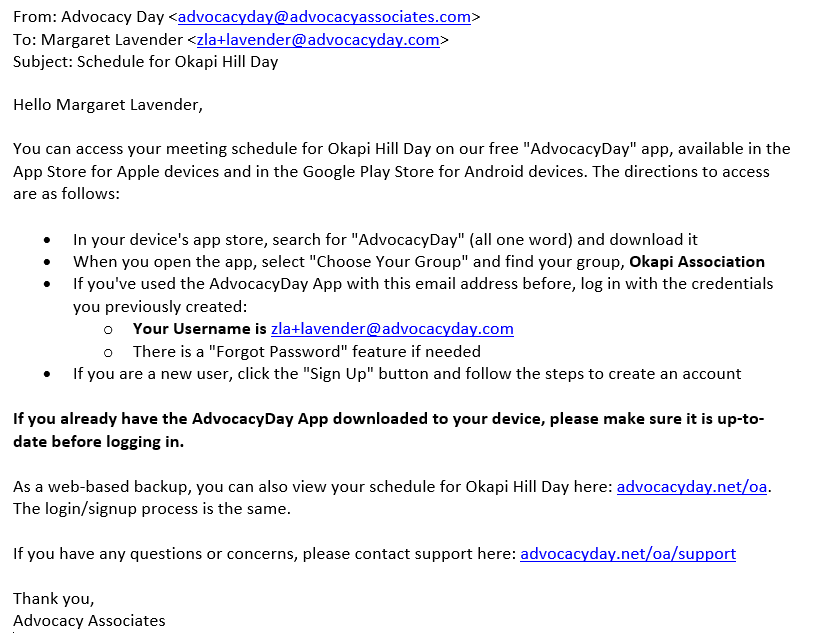 From: Advocacy Day <advocacyday@advocacyassociates.com>
To: Margaret Lavender <zla+lavender@advocacyday.com>
Subject: Schedule for Okapi Hill Day
Hello Margaret Lavender,
You can access your meeting schedule for Okapi Hill Day on our free "AdvocacyDay" app, available in the
App Store for Apple devices and in the Google Play Store for Android devices. The directions to access
are as follows:
• In your device's app store, search for "AdvocacyDay" (all one word) and download it
• When you open the app, select "Choose Your Group" and find your group, Okapi Association
• If you've used the AdvocacyDay App with this email address before, log in with the credentials
you previously created:
o Your Username is zla+lavender@advocacyday.com
o There is a "Forgot Password" feature if needed
• If you are a new user, click the "Sign Up" button and follow the steps to create an account
If you already have the AdvocacyDay App downloaded to your device, please make sure it is up-to-
date before logging in.
As a web-based backup, you can also view your schedule for Okapi Hill Day here: advocacyday.net/oa.
The login/signup process is the same.
If you have any questions or concerns, please contact support here: advocacyday.net/oa/support
Thank you,
Advocacy Associates